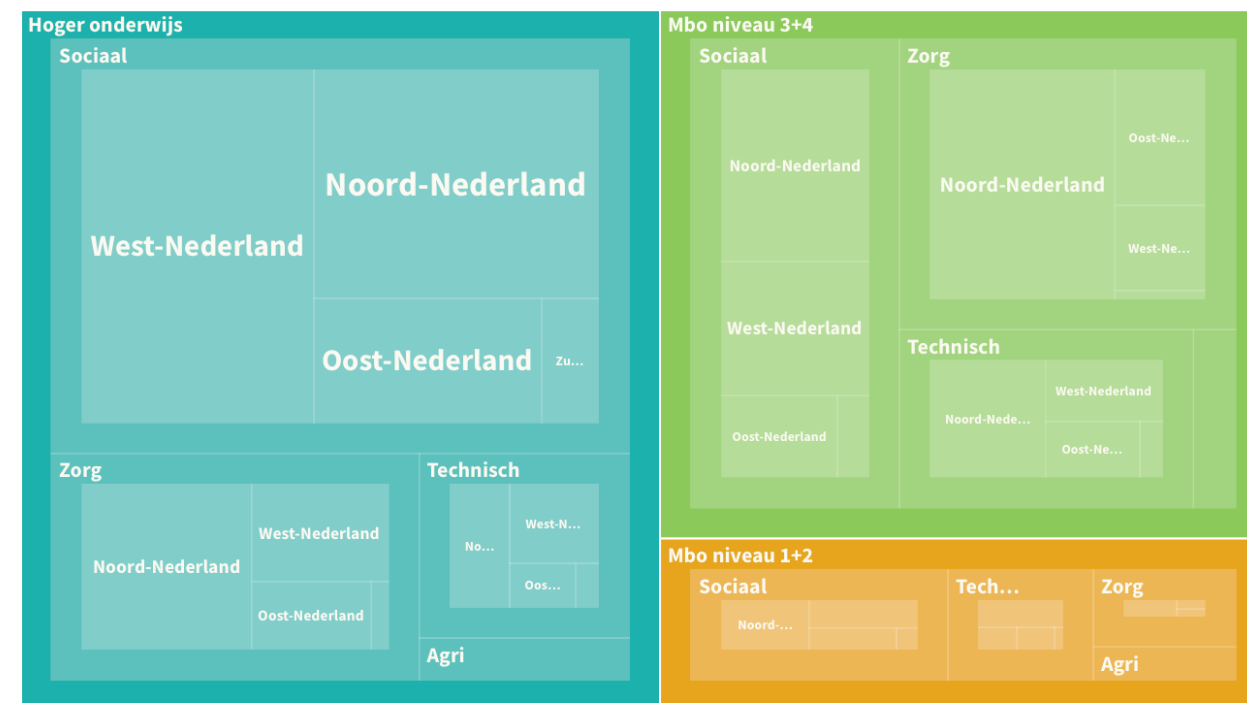 Hoger onderwijs
Sociaal
West-Nederland
Noord-Nederland
Oost-Nederland
Zu...
Zorg
Noord-Nederland
West-Nederland
Oost-Nederland
Technisch
No...
West-N...
Oos...
Agri
Mbo niveau 3+4
Sociaal
Noord-Nederland
West-Nederland
Oost-Nederland
Zorg
Noord-Nederland
Oost-Ne...
West-Ne...
Technisch
Noord-Nede...
West-Nederland
Oost-Ne...
Mbo niveau 1+2
Sociaal
Noord-...
Tech...
Zorg
Agri